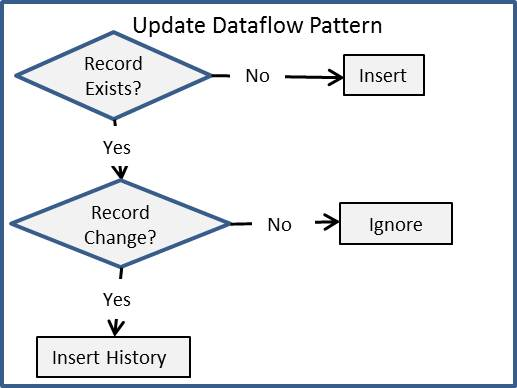 Update Dataflow Pattern
Record
Exists?
No
Insert
Yes
Record
Change?
No
Ignore
Yes
Insert History